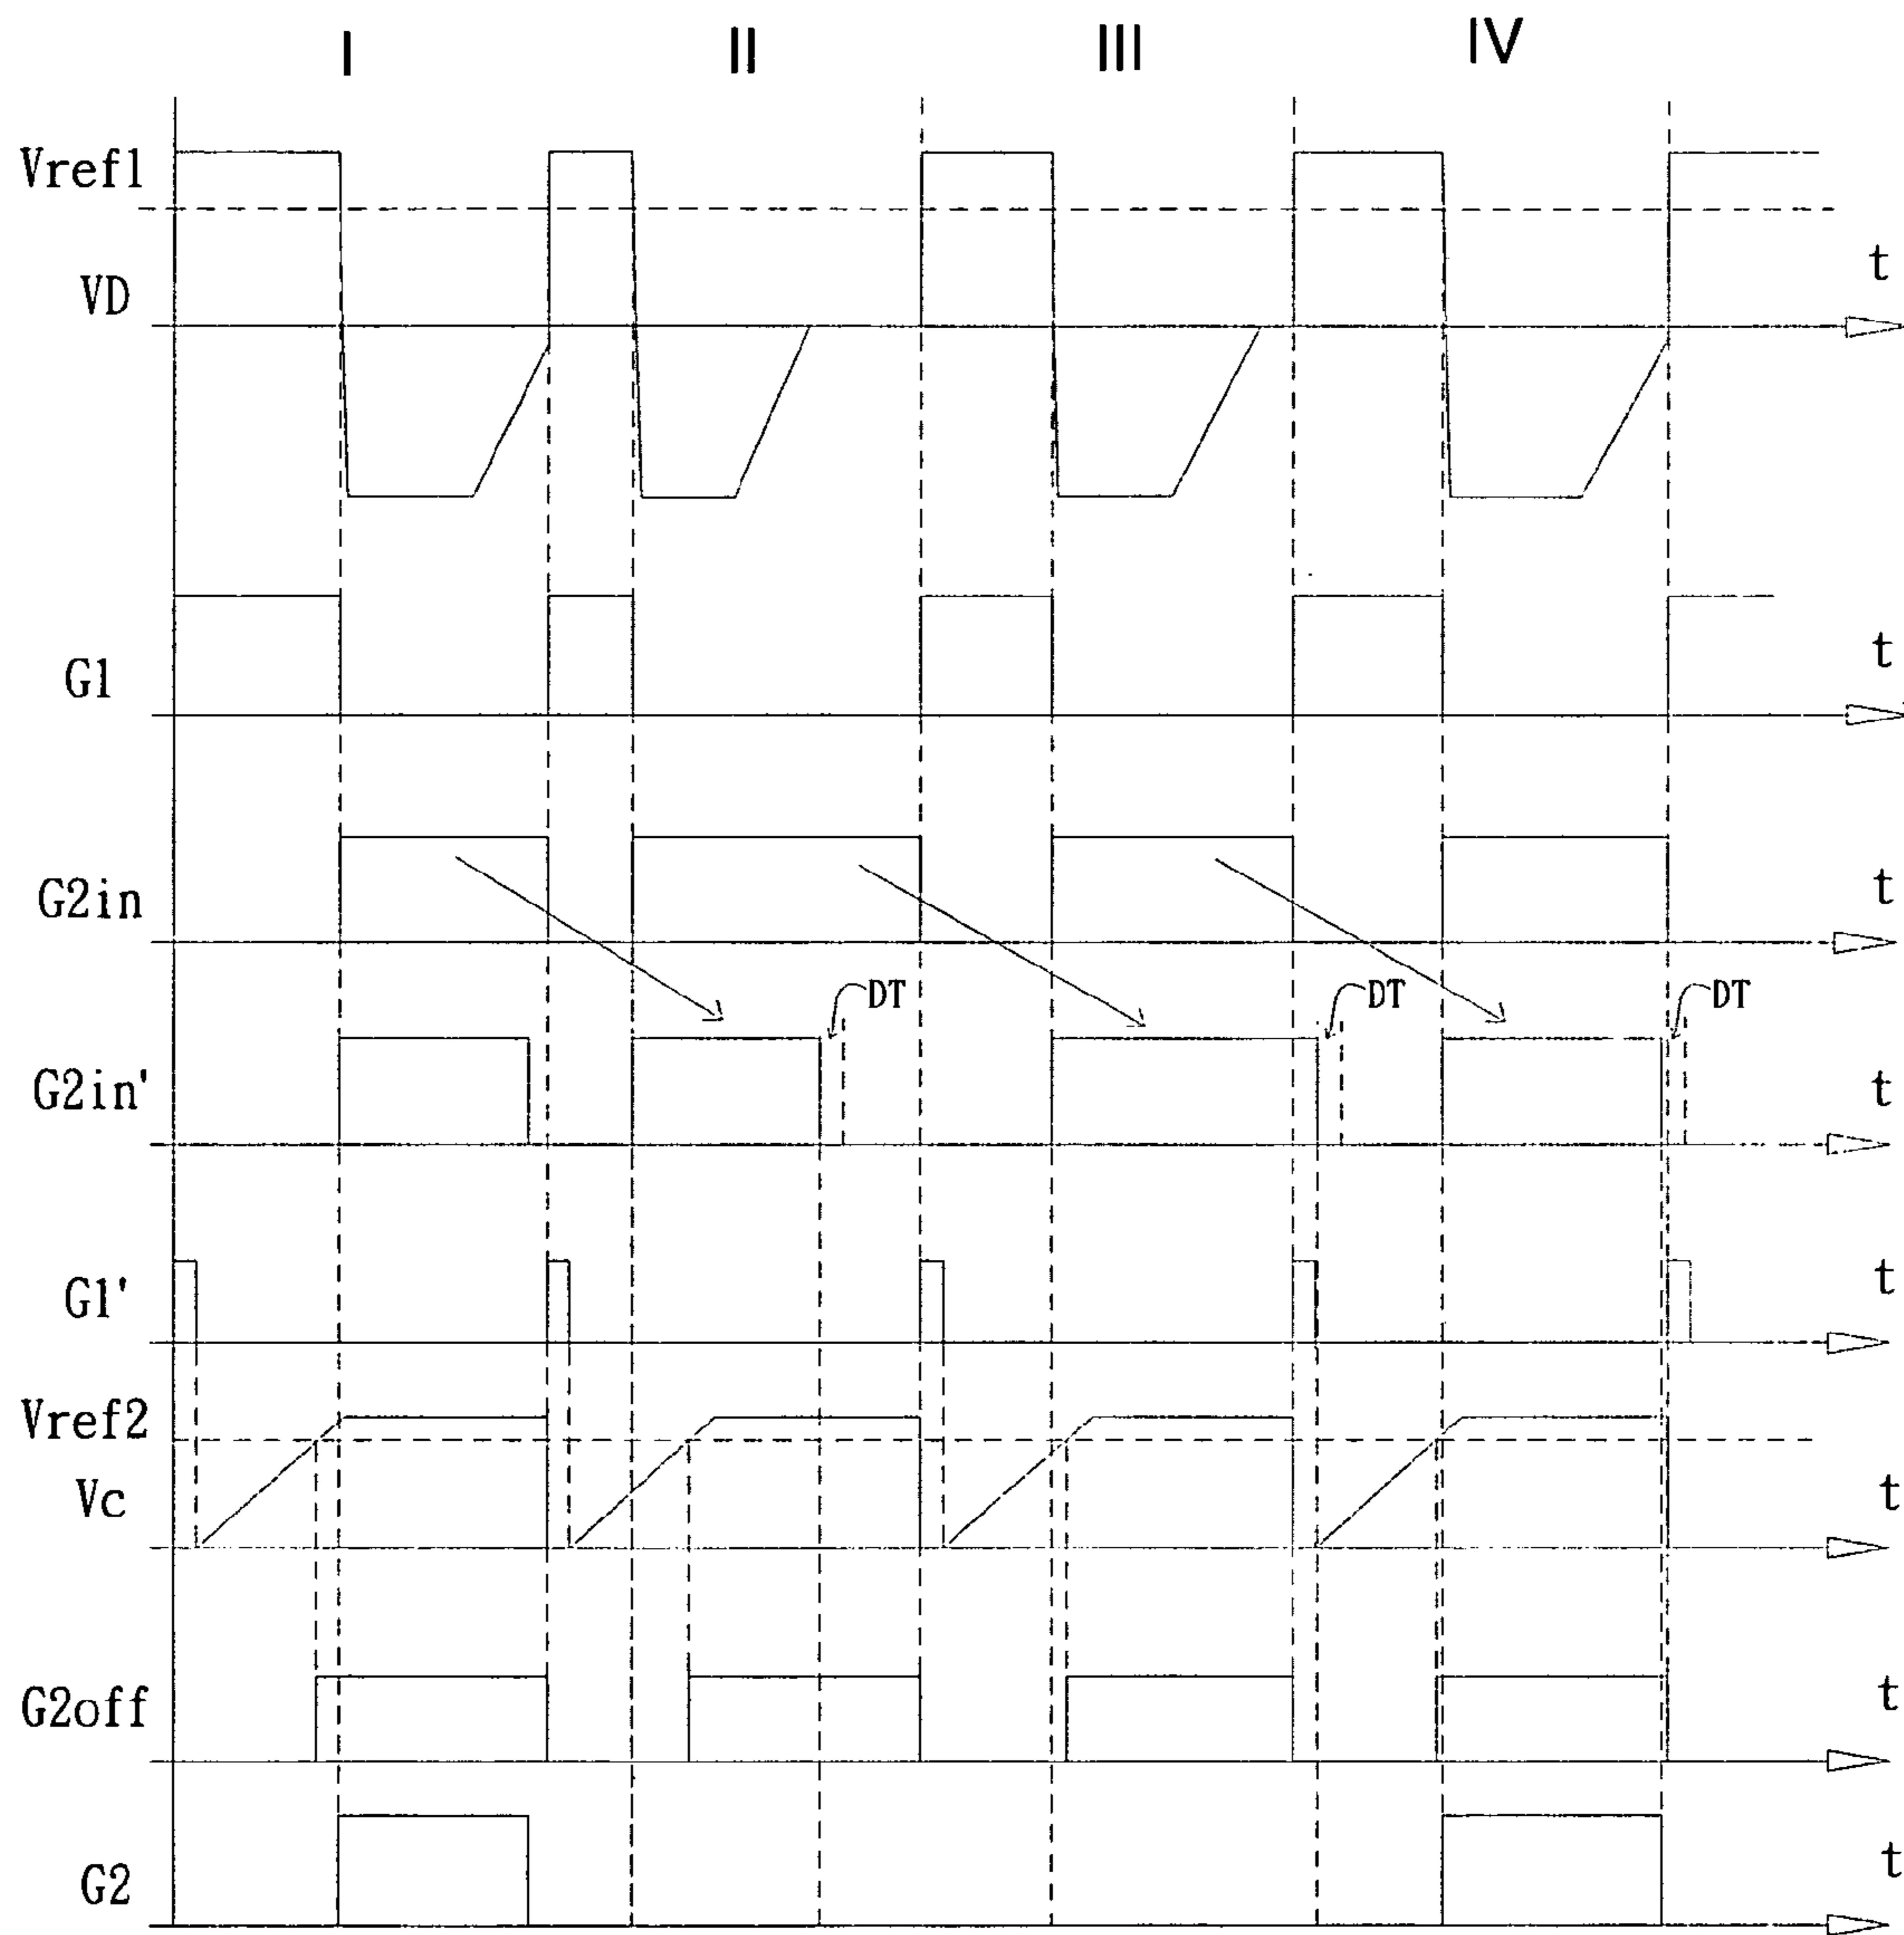 I II III IV
Vref1
VD t
G1 t
G2in t
DT DT DT
G2in' t
G1' t
Vref2
Vc t
G2off t
G2 t